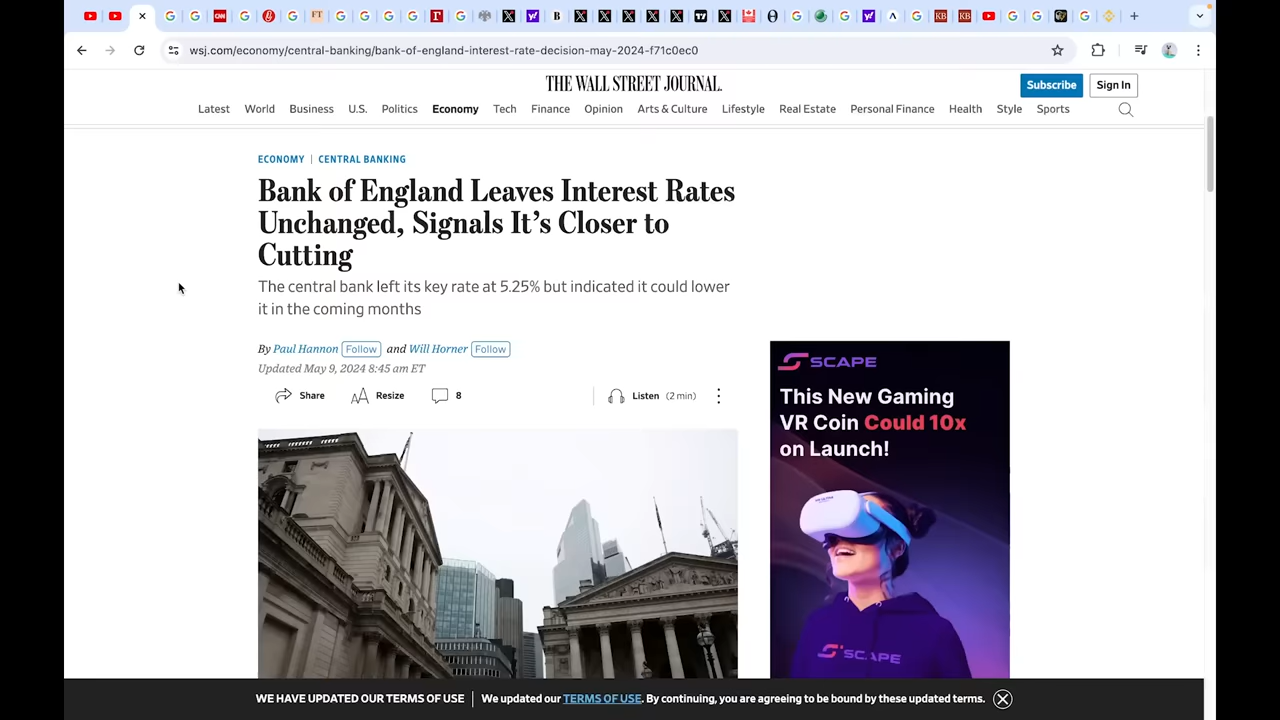 wsj.com/economy/central-banking/bank-of-england-interest-rate-decision-may-2024-f71c0ec0
THE WALL STREET JOURNAL.
Subscribe
Sign In
Latest World Business U.S. Politics Economy Tech Finance Opinion Arts & Culture Lifestyle Real Estate Personal Finance Health Style Sports
ECONOMY | CENTRAL BANKING
Bank of England Leaves Interest Rates
Unchanged, Signals It's Closer to
Cutting
The central bank left its key rate at 5.25% but indicated it could lower
it in the coming months
By Paul Hannon Follow and Will Horner Follow
Updated May 9, 2024 8:45 am ET
Share AA Resize 8 Listen (2 min)
SCAPE
This New Gaming
VR Coin Could 10x
on Launch!
SCAPE
WE HAVE UPDATED OUR TERMS OF USE | We updated our TERMS OF USE. By continuing, you are agreeing to be bound by these updated terms.